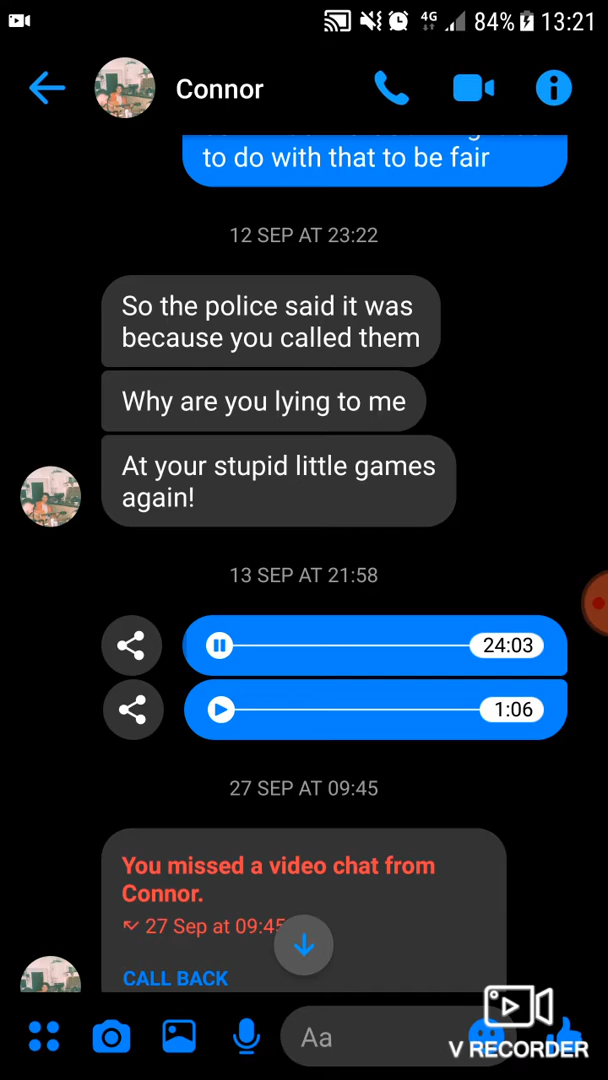 4G 84% 13:21
Connor
to do with that to be fair
12 SEP AT 23:22
So the police said it was
because you called them
Why are you lying to me
At your stupid little games
again!
13 SEP AT 21:58
24:03
1:06
27 SEP AT 09:45
You missed a video chat from
Connor.
27 Sep at 09:45
CALL BACK
Aa
V RECORDER